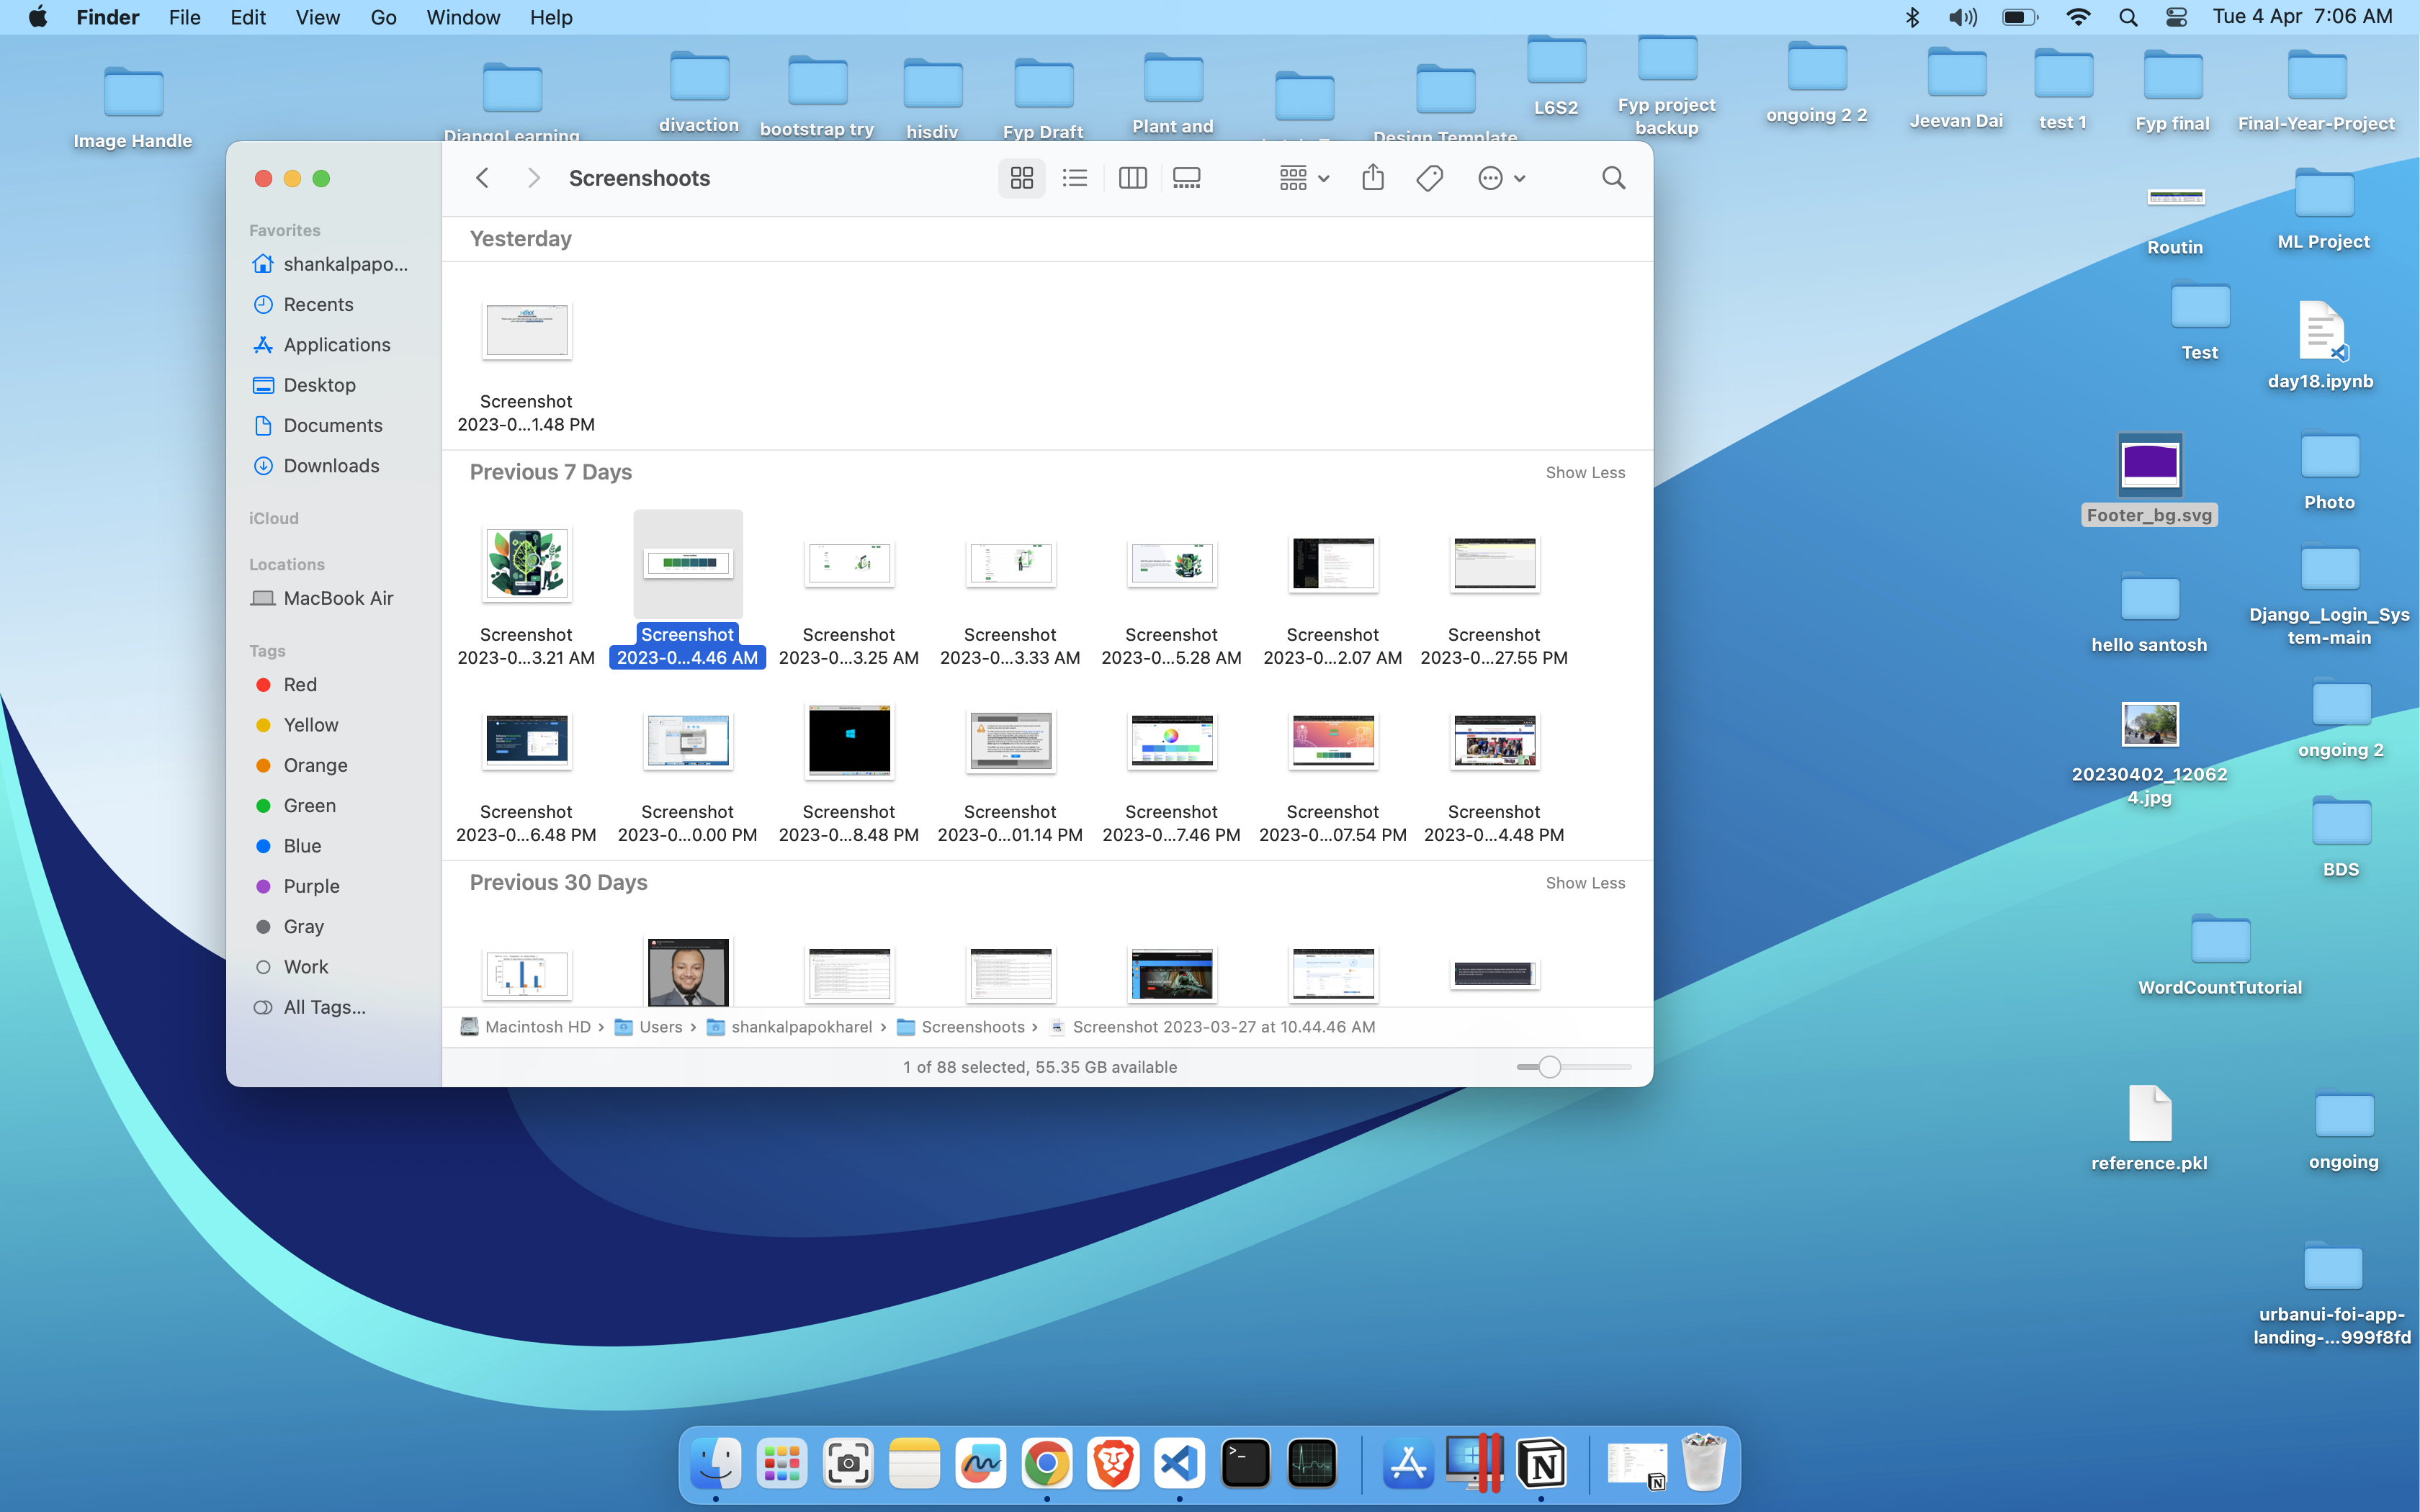 Finder File Edit View Go Window Help
Tue 4 Apr 7:06 AM
Image Handle
DjangoLearning
divaction
bootstrap try
hisdiv
Fyp Draft
Plant and
Design Template
L6S2
Fyp project
backup
ongoing 2 2
Jeevan Dai
test 1
Fyp final
Final-Year-Project
Screenshoots
Favorites
shankalpapo...
Recents
Applications
Desktop
Documents
Downloads
iCloud
Locations
MacBook Air
Tags
Red
Yellow
Orange
Green
Blue
Purple
Gray
Work
All Tags...
Yesterday
Screenshot
2023-0...1.48 PM
Previous 7 Days
Show Less
Screenshot
2023-0...3.21 AM
Screenshot
2023-0...4.46 AM
Screenshot
2023-0...3.25 AM
Screenshot
2023-0...3.33 AM
Screenshot
2023-0...5.28 AM
Screenshot
2023-0...2.07 AM
Screenshot
2023-0...27.55 PM
Screenshot
2023-0...6.48 PM
Screenshot
2023-0...0.00 PM
Screenshot
2023-0...8.48 PM
Screenshot
2023-0...01.14 PM
Screenshot
2023-0...7.46 PM
Screenshot
2023-0...07.54 PM
Screenshot
2023-0...4.48 PM
Previous 30 Days
Show Less
Macintosh HD › Users › shankalpapokharel › Screenshoots › Screenshot 2023-03-27 at 10.44.46 AM
1 of 88 selected, 55.35 GB available
Routin
ML Project
Test
day18.ipynb
Footer_bg.svg
Photo
hello santosh
Django_Login_Sys
tem-main
20230402_12062
4.jpg
ongoing 2
BDS
WordCountTutorial
reference.pkl
ongoing
urbanui-foi-app-
landing-...999f8fd